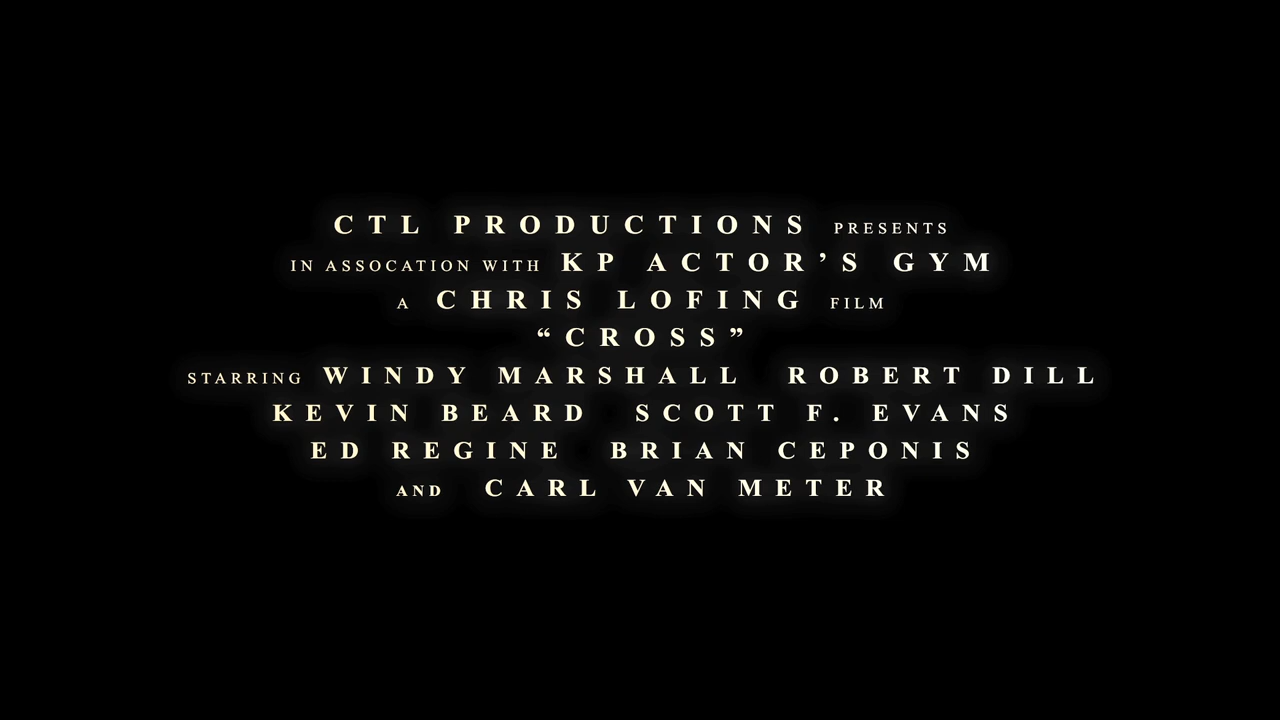 CTL PRODUCTIONS PRESENTS
IN ASSOCATION WITH KP ACTOR’S GYM
A CHRIS LOFING FILM
“CROSS”
STARRING WINDY MARSHALL ROBERT DILL
KEVIN BEARD SCOTT F. EVANS
ED REGINE BRIAN CEPONIS
AND CARL VAN METER